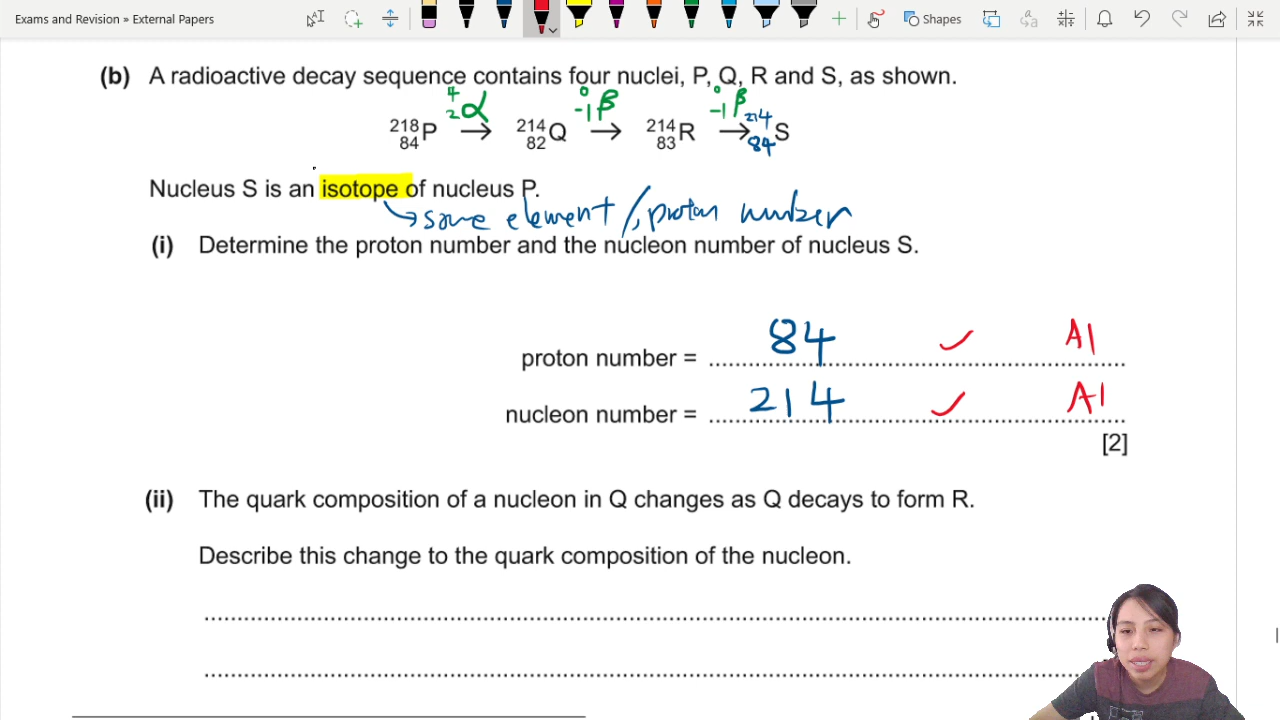 Exams and Revision » External Papers
Shapes
(b) A radioactive decay sequence contains four nuclei, P, Q, R and S, as shown.
4 2 α 0 -1 β 0 -1 β
218 84 P → 214 82 Q → 214 83 R → 214 84 S
Nucleus S is an isotope of nucleus P.
same element / proton number
(i) Determine the proton number and the nucleon number of nucleus S.
proton number = 84 ✓ A1
nucleon number = 214 ✓ A1
[2]
(ii) The quark composition of a nucleon in Q changes as Q decays to form R.
Describe this change to the quark composition of the nucleon.